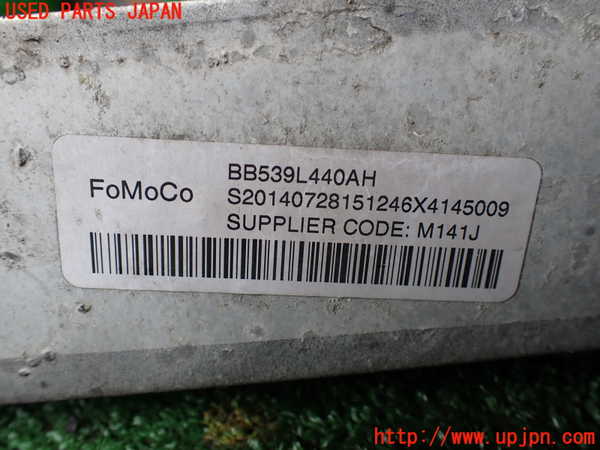 USED PARTS JAPAN
FoMoCo
BB539L440AH
S20140728151246X4145009
SUPPLIER CODE: M141J
http://www.upjpn.com/